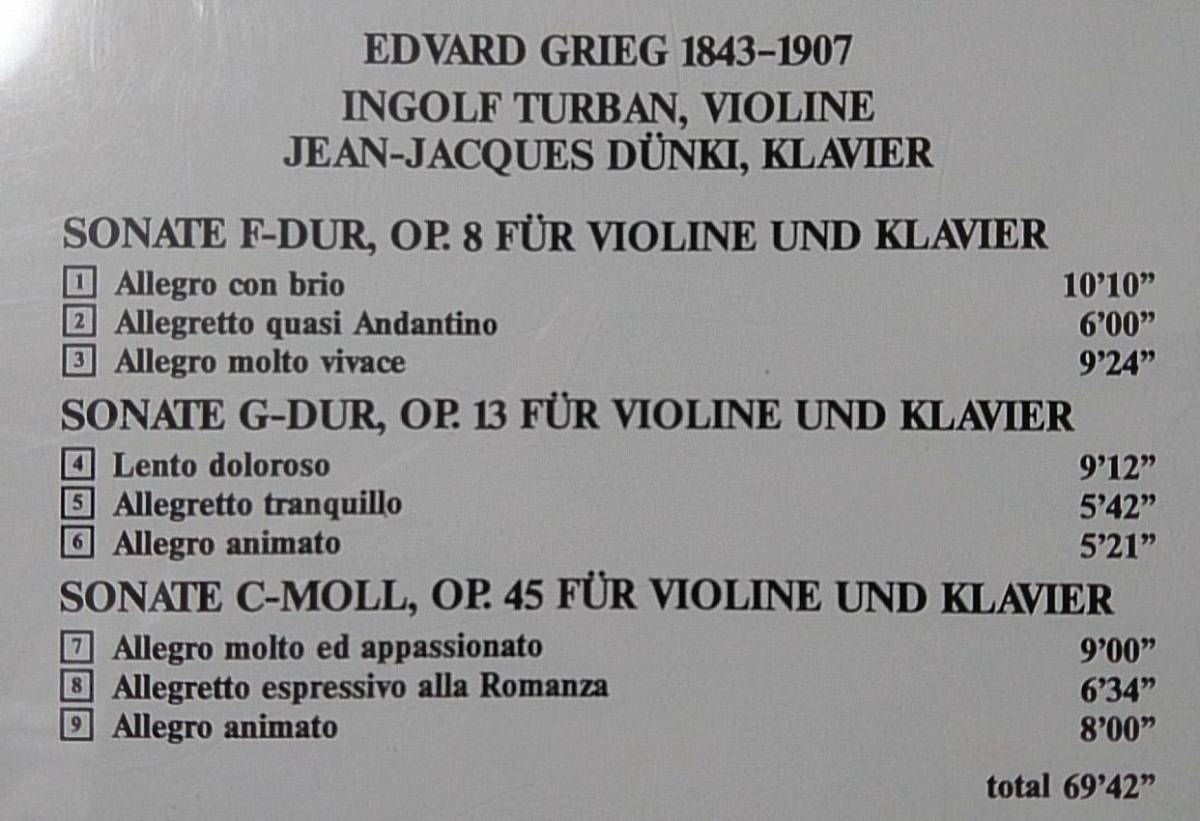 EDVARD GRIEG 1843–1907
INGOLF TURBAN, VIOLINE
JEAN-JACQUES DÜNKI, KLAVIER
SONATE F-DUR, OP. 8 FÜR VIOLINE UND KLAVIER
1 Allegro con brio 10’10”
2 Allegretto quasi Andantino 6’00”
3 Allegro molto vivace 9’24”
SONATE G-DUR, OP. 13 FÜR VIOLINE UND KLAVIER
4 Lento doloroso 9’12”
5 Allegretto tranquillo 5’42”
6 Allegro animato 5’21”
SONATE C-MOLL, OP. 45 FÜR VIOLINE UND KLAVIER
7 Allegro molto ed appassionato 9’00”
8 Allegretto espressivo alla Romanza 6’34”
9 Allegro animato 8’00”
total 69’42”